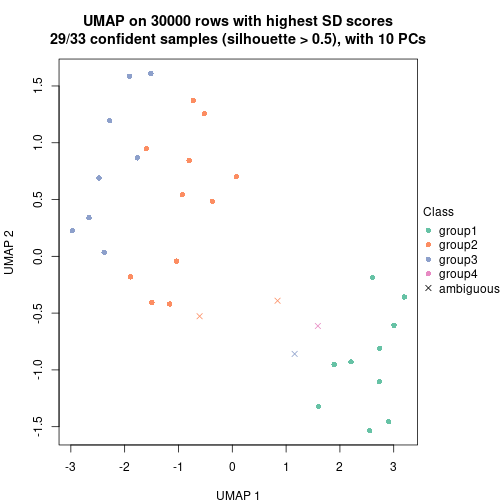 UMAP on 30000 rows with highest SD scores
29/33 confident samples (silhouette > 0.5), with 10 PCs
UMAP 2
1.5
1.0
0.5
0.0
-0.5
-1.0
-1.5
-3 -2 -1 0 1 2 3
UMAP 1
Class
group1
group2
group3
group4
ambiguous